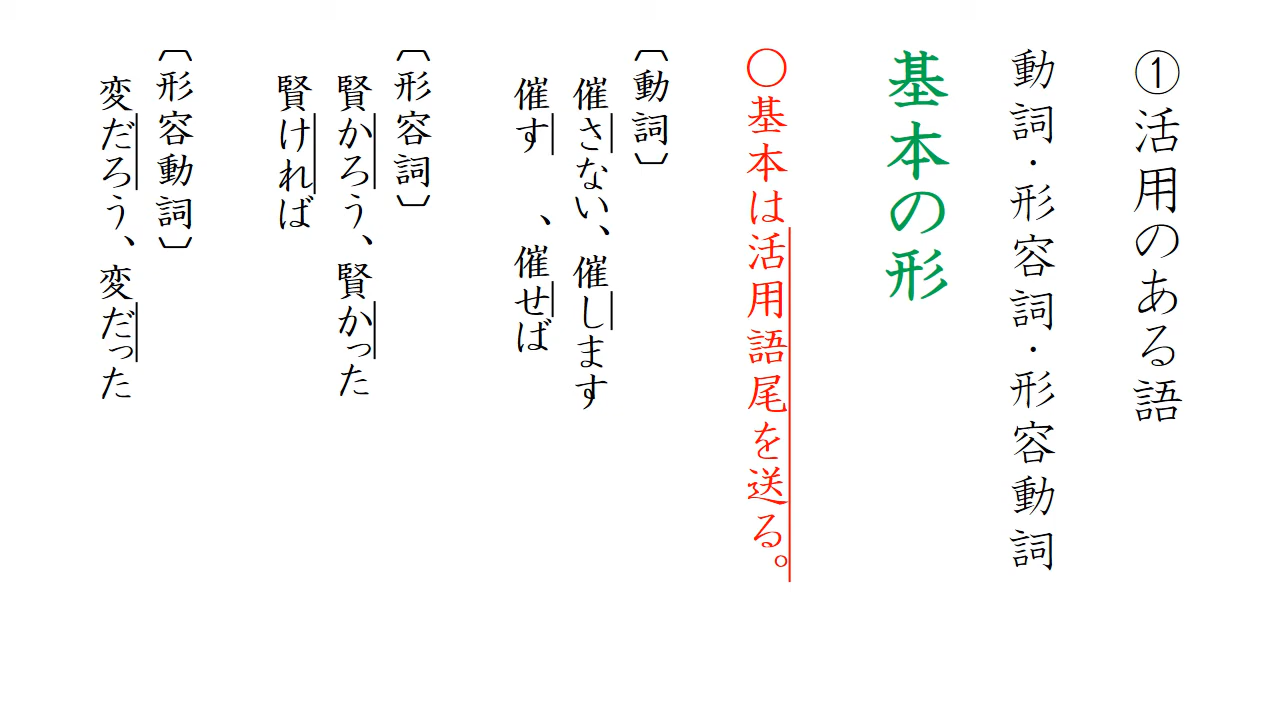 ①活用のある語
動詞・形容詞・形容動詞
基本の形
〇基本は活用語尾を送る。
〔動詞〕
催さない、催します
催す　、催せば
〔形容詞〕
賢かろう、賢かった
賢ければ
〔形容動詞〕
変だろう、変だった